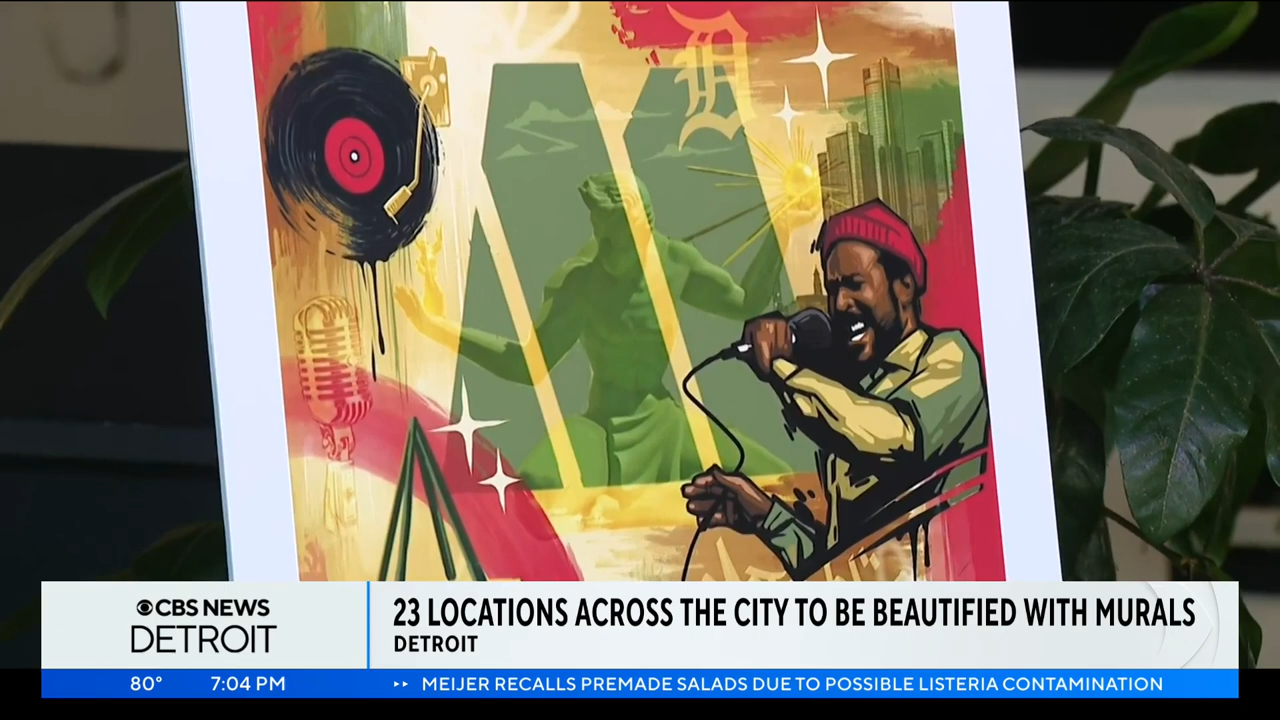 D
CBS NEWS
DETROIT
23 LOCATIONS ACROSS THE CITY TO BE BEAUTIFIED WITH MURALS
DETROIT
80° 7:04 PM MEIJER RECALLS PREMADE SALADS DUE TO POSSIBLE LISTERIA CONTAMINATION